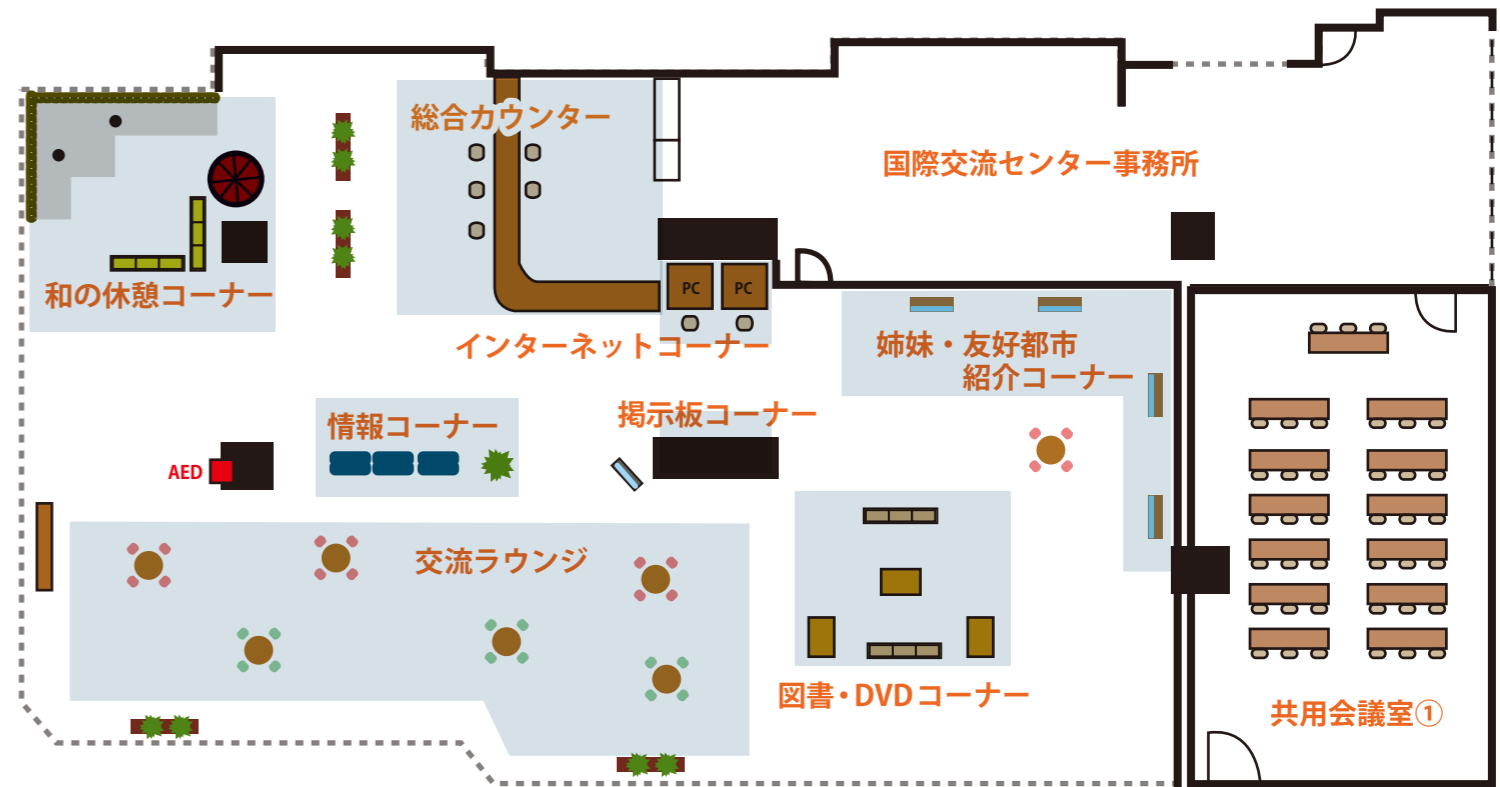 総合カウンター
国際交流センター事務所
和の休憩コーナー
PC
PC
インターネットコーナー
姉妹・友好都市
紹介コーナー
情報コーナー
掲示板コーナー
AED
交流ラウンジ
図書・DVDコーナー
共用会議室①